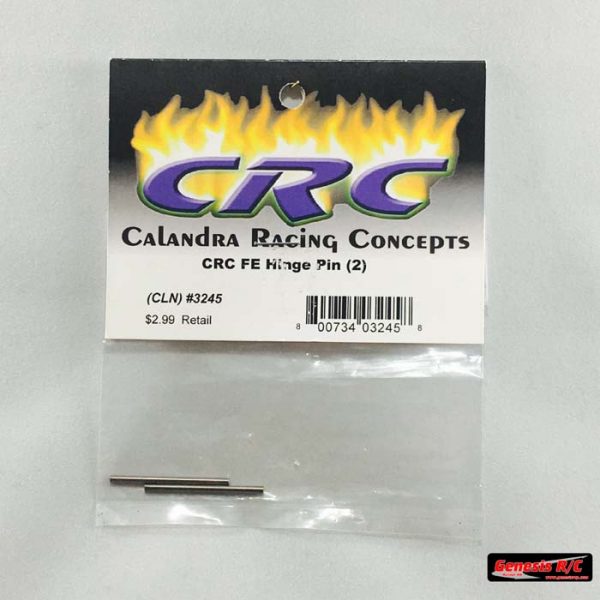 CRC
Calandra Racing Concepts
CRC FE Hinge Pin (2)
(CLN) #3245
$2.99 Retail
8 00734 03245 8
Genesis R/C